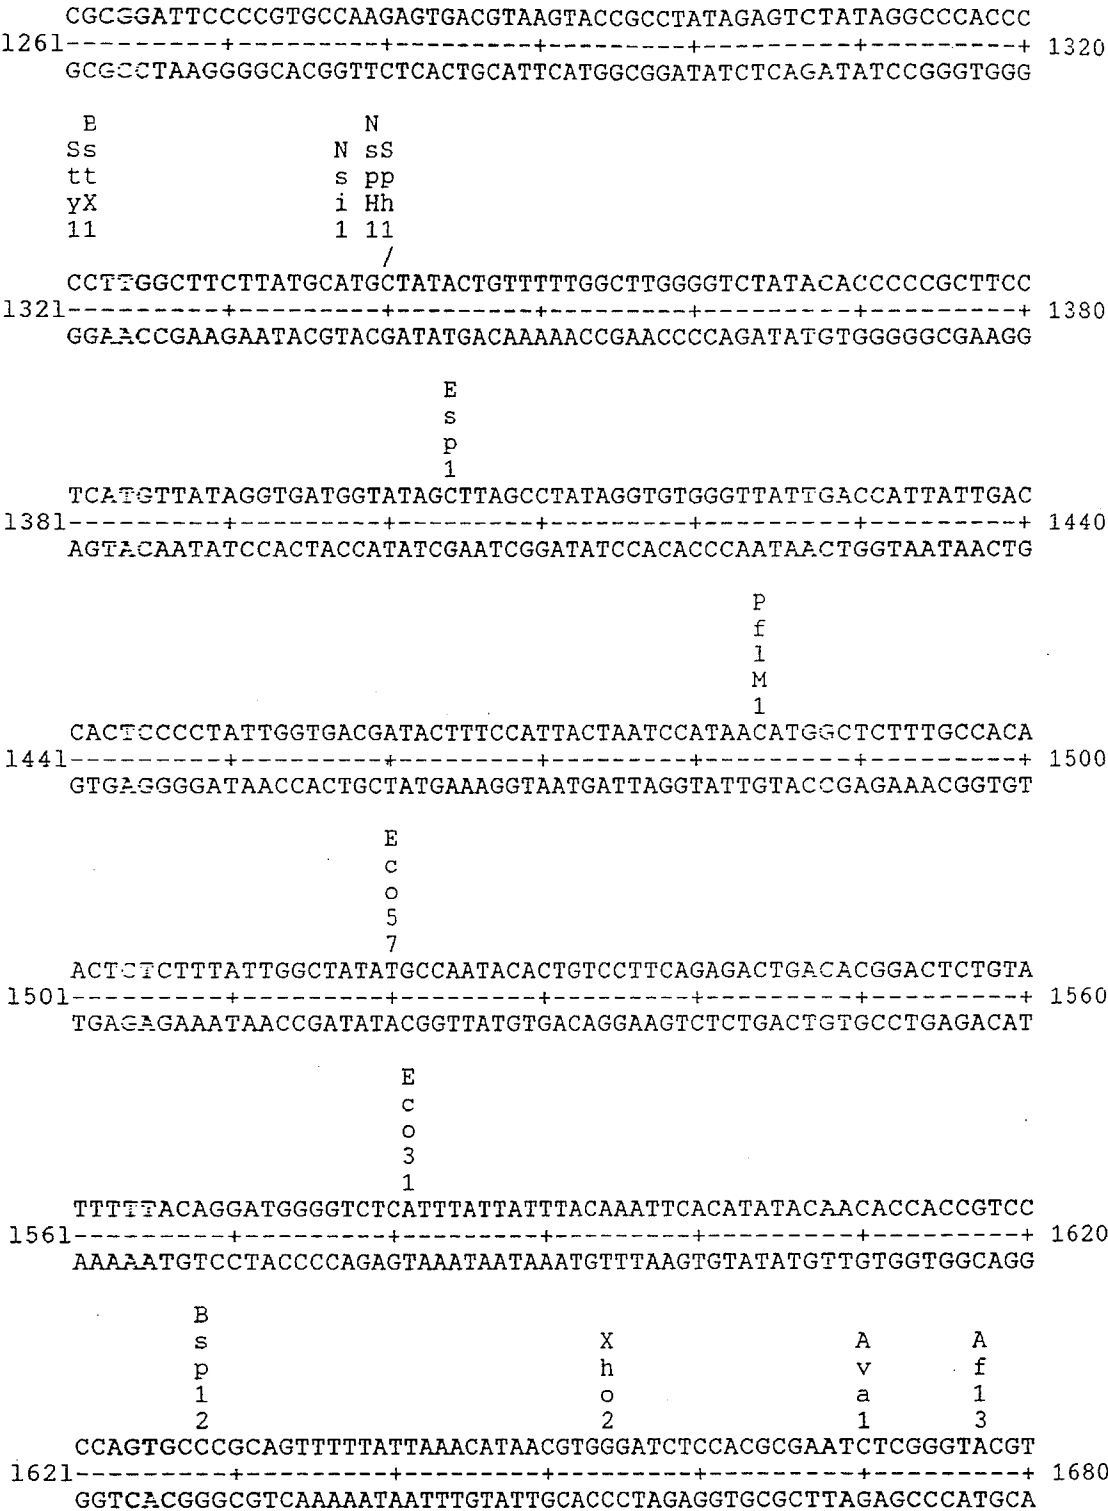 CGCGGATTCCCCGTGCCAAGAGTGACGTAAGTACCGCCTATAGAGTCTATAGGCCCACCC
1261---------+---------+---------+---------+---------+---------+ 1320
GCGCCTAAGGGGCACGGTTCTCACTGCATTCATGGCGGATATCTCAGATATCCGGGTGGG
B N
Ss N sS
tt s pp
yX i Hh
11 1 11
/
CCTTGGCTTCTTATGCATGCTATACTGTTTTTGGCTTGGGGTCTATACACCCCCGCTTCC
1321---------+---------+---------+---------+---------+---------+ 1380
GGAACCGAAGAATACGTACGATATGACAAAAACCGAACCCCAGATATGTGGGGGCGAAGG
E
s
p
1
TCATGTTATAGGTGATGGTATAGCTTAGCCTATAGGTGTGGGTTATTGACCATTATTGAC
1381---------+---------+---------+---------+---------+---------+ 1440
AGTACAATATCCACTACCATATCGAATCGGATATCCACACCCAATAACTGGTAATAACTG
P
f
l
M
1
CACTCCCCTATTGGTGACGATACTTTCCATTACTAATCCATAACATGGCTCTTTGCCACA
1441---------+---------+---------+---------+---------+---------+ 1500
GTGAGGGGATAACCACTGCTATGAAAGGTAATGATTAGGTATTGTACCGAGAAACGGTGT
E
c
o
5
7
ACTCTCTTTATTGGCTATATGCCAATACACTGTCCTTCAGAGACTGACACGGACTCTGTA
1501---------+---------+---------+---------+---------+---------+ 1560
TGAGAGAAATAACCGATATACGGTTATGTGACAGGAAGTCTCTGACTGTGCCTGAGACAT
E
c
o
3
1
TTTTTACAGGATGGGGTCTCATTTATTATTTACAAATTCACATATACAACACCACCGTCC
1561---------+---------+---------+---------+---------+---------+ 1620
AAAAATGTCCTACCCCAGAGTAAATAATAAATGTTTAAGTGTATATGTTGTGGTGGCAGG
B
s X A A
p h v f
1 o a l
2 2 1 3
CCAGTGCCCGCAGTTTTTATTAAACATAACGTGGGATCTCCACGCGAATCTCGGGTACGT
1621---------+---------+---------+---------+---------+---------+ 1680
GGTCACGGGCGTCAAAAATAATTTGTATTGCACCCTAGAGGTGCGCTTAGAGCCCATGCA